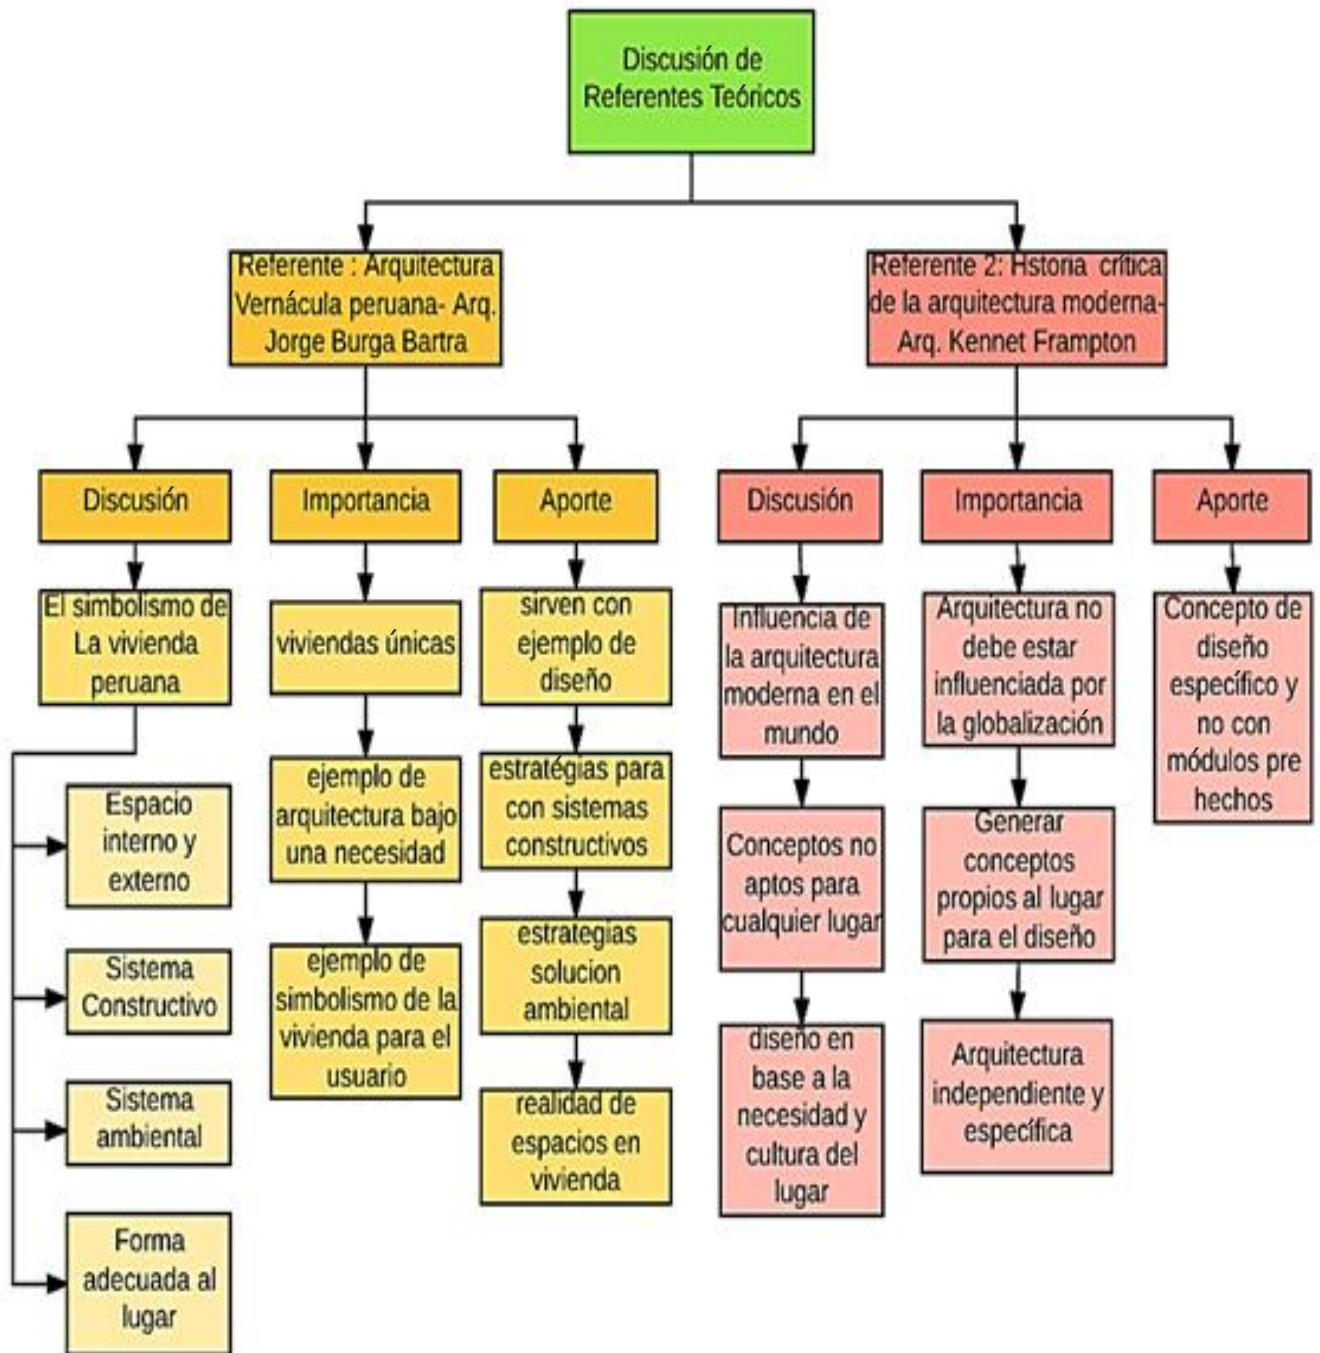 Discusión de
Referentes Teóricos
Referente : Arquitectura
Vernácula peruana- Arq.
Jorge Burga Bartra
Referente 2: Hstoria crítica
de la arquitectura moderna-
Arq. Kennet Frampton
Discusión
Importancia
Aporte
Discusión
Importancia
Aporte
El simbolismo de
La vivienda
peruana
Espacio
interno y
externo
Sistema
Constructivo
Sistema
ambiental
Forma
adecuada al
lugar
viviendas únicas
ejemplo de
arquitectura bajo
una necesidad
ejemplo de
simbolismo de la
vivienda para el
usuario
sirven con
ejemplo de
diseño
estratégias para
con sistemas
constructivos
estrategias
solucion
ambiental
realidad de
espacios en
vivienda
Influencia de
la arquitectura
moderna en el
mundo
Conceptos no
aptos para
cualquier lugar
diseño en
base a la
necesidad y
cultura del
lugar
Arquitectura no
debe estar
influenciada por
la globalización
Generar
conceptos
propios al lugar
para el diseño
Arquitectura
independiente y
específica
Concepto de
diseño
específico y
no con
módulos pre
hechos